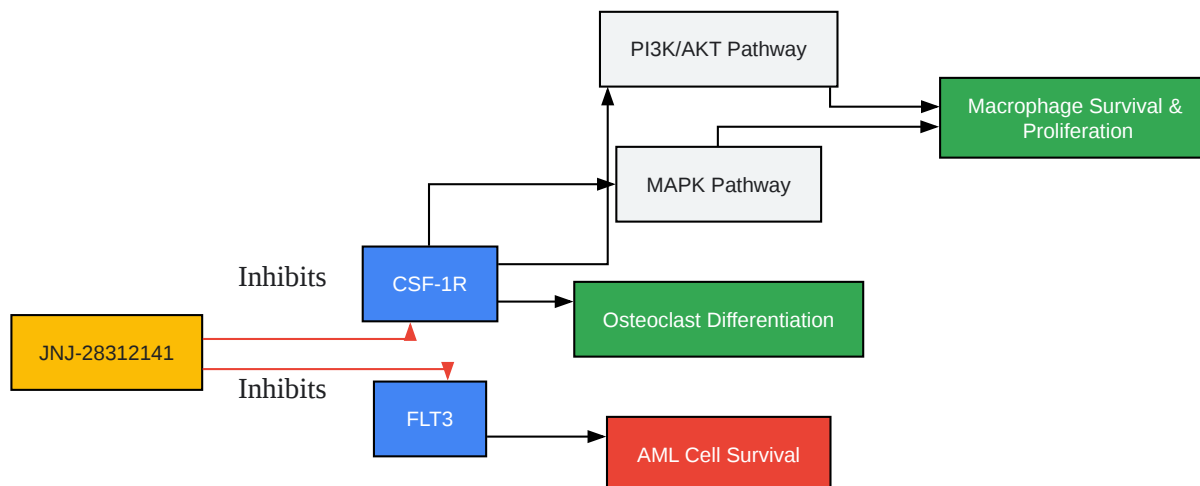 PI3K/AKT Pathway
Macrophage Survival &
Proliferation
MAPK Pathway
Inhibits
CSF-1R
Osteoclast Differentiation
JNJ-28312141
Inhibits
FLT3
AML Cell Survival